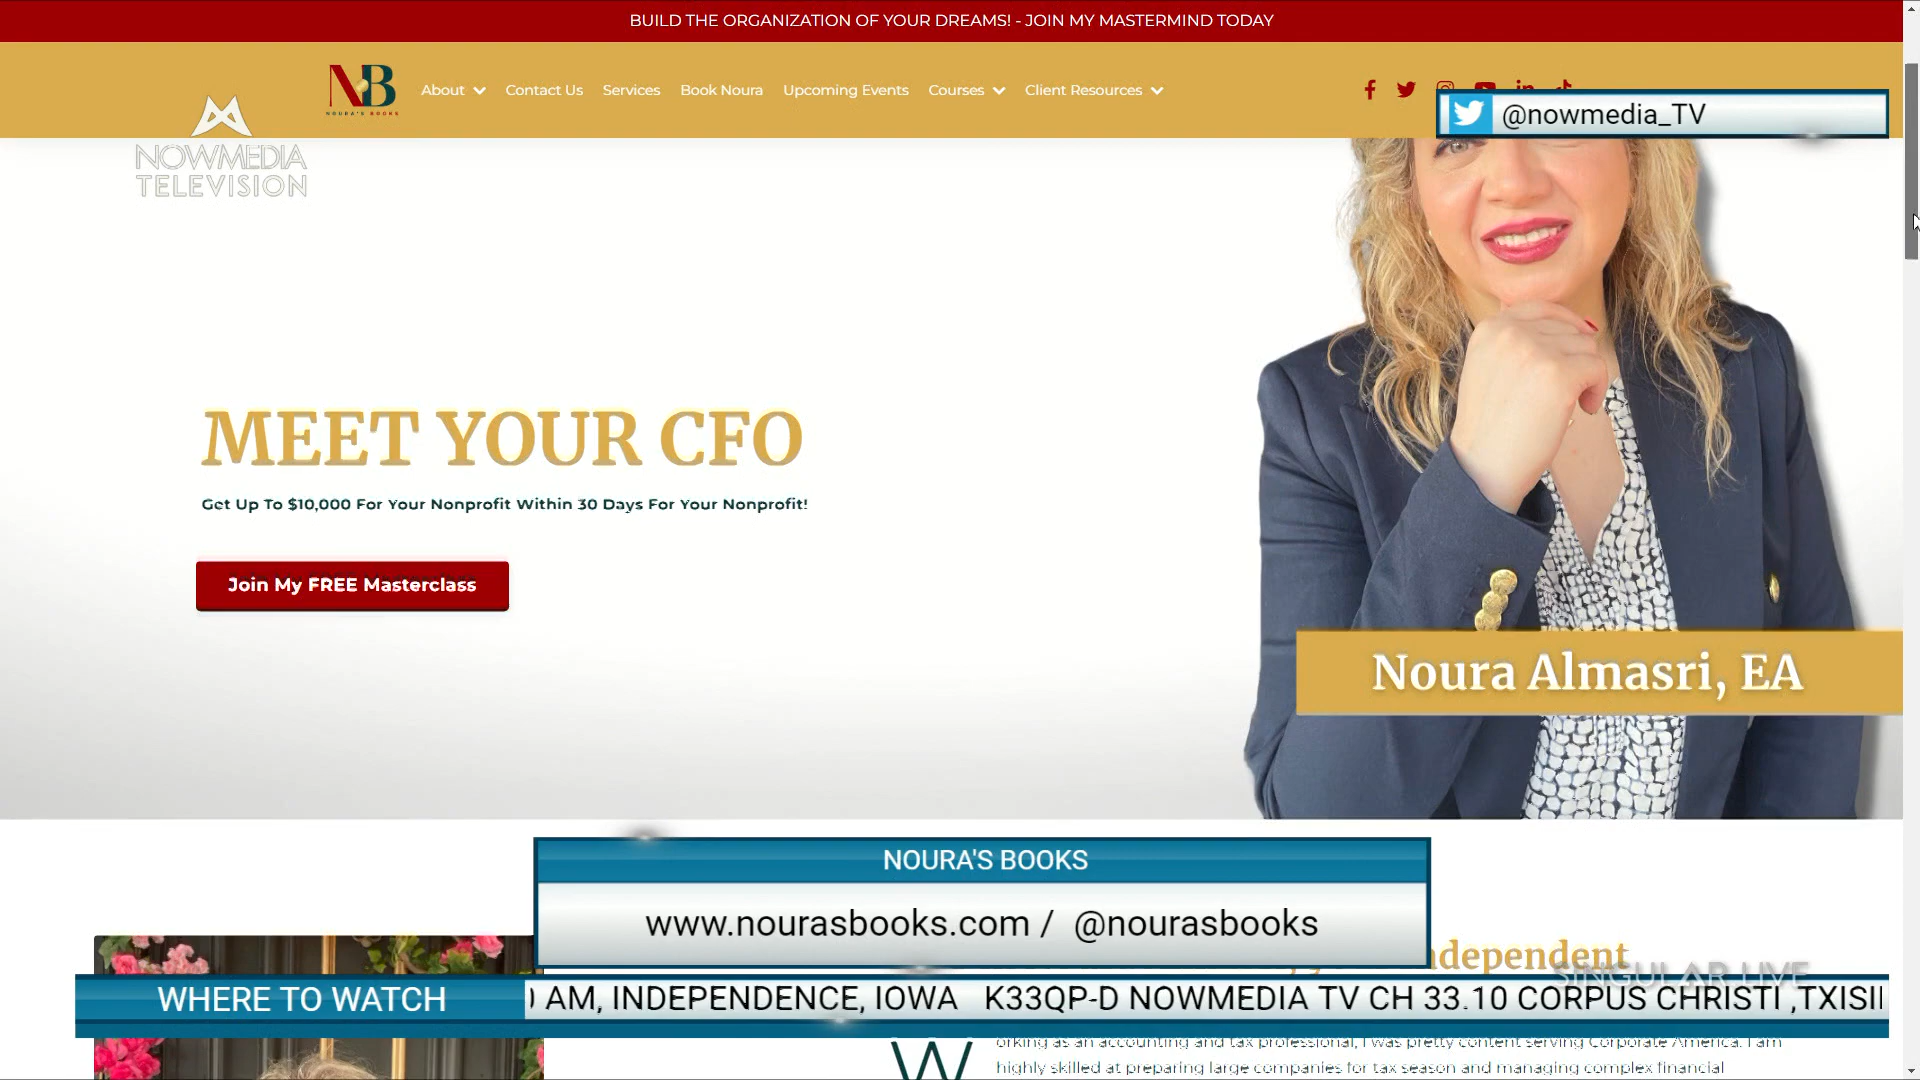 BUILD THE ORGANIZATION OF YOUR DREAMS! - JOIN MY MASTERMIND TODAY
NB
NOURA'S BOOKS
About Contact Us Services Book Noura Upcoming Events Courses Client Resources
@nowmedia_TV
NOWMEDIA
TELEVISION
MEET YOUR CFO
Get Up To $10,000 For Your Nonprofit Within 30 Days For Your Nonprofit!
Join My FREE Masterclass
Noura Almasri, EA
NOURA'S BOOKS
www.nourasbooks.com / @nourasbooks
SINGULAR.LIVE
WHERE TO WATCH
AM, INDEPENDENCE, IOWA K33QP-D NOWMEDIA TV CH 33.10 CORPUS CHRISTI ,TX
orking as an accounting and tax professional, I was pretty content serving Corporate America. I am
W
highly skilled at preparing large companies for tax season and managing complex financial